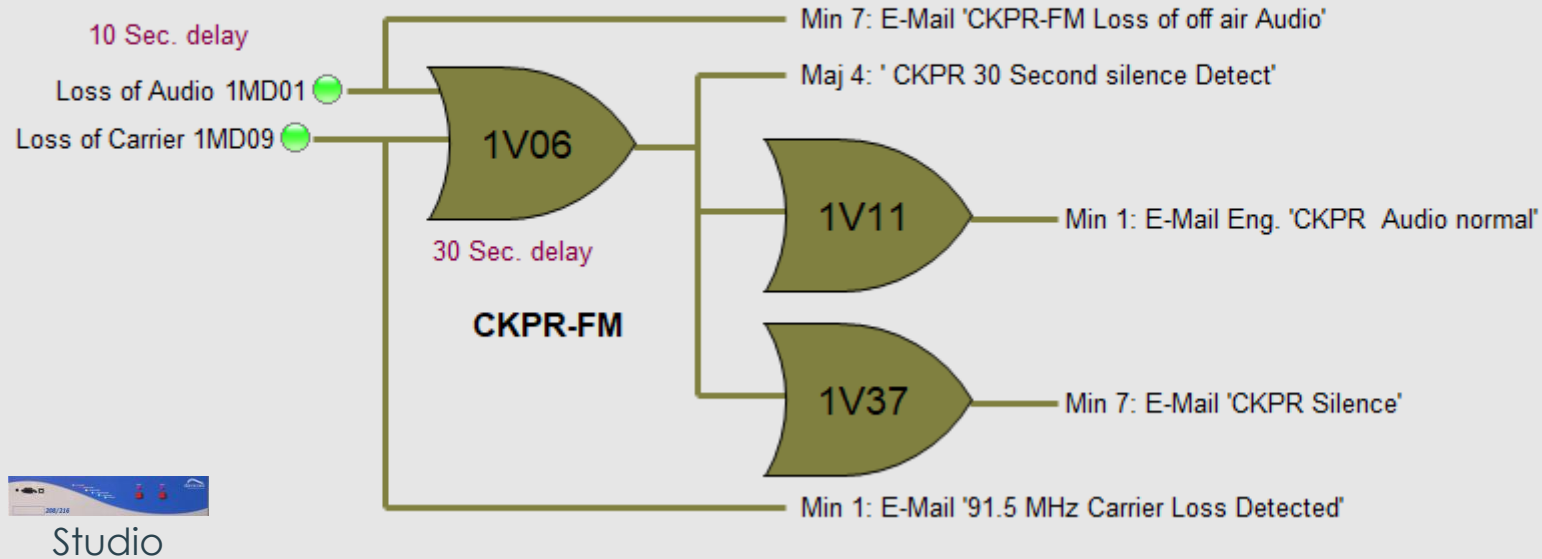 Min 7: E-Mail 'CKPR-FM Loss of off air Audio'
10 Sec. delay
Maj 4: ' CKPR 30 Second silence Detect'
Loss of Audio 1MD01
Loss of Carrier 1MD09
1V06
1V11
Min 1: E-Mail Eng. 'CKPR  Audio normal'
30 Sec. delay
CKPR-FM
1V37
Min 7: E-Mail 'CKPR Silence'
Min 1: E-Mail '91.5 MHz Carrier Loss Detected'
208/216
Studio